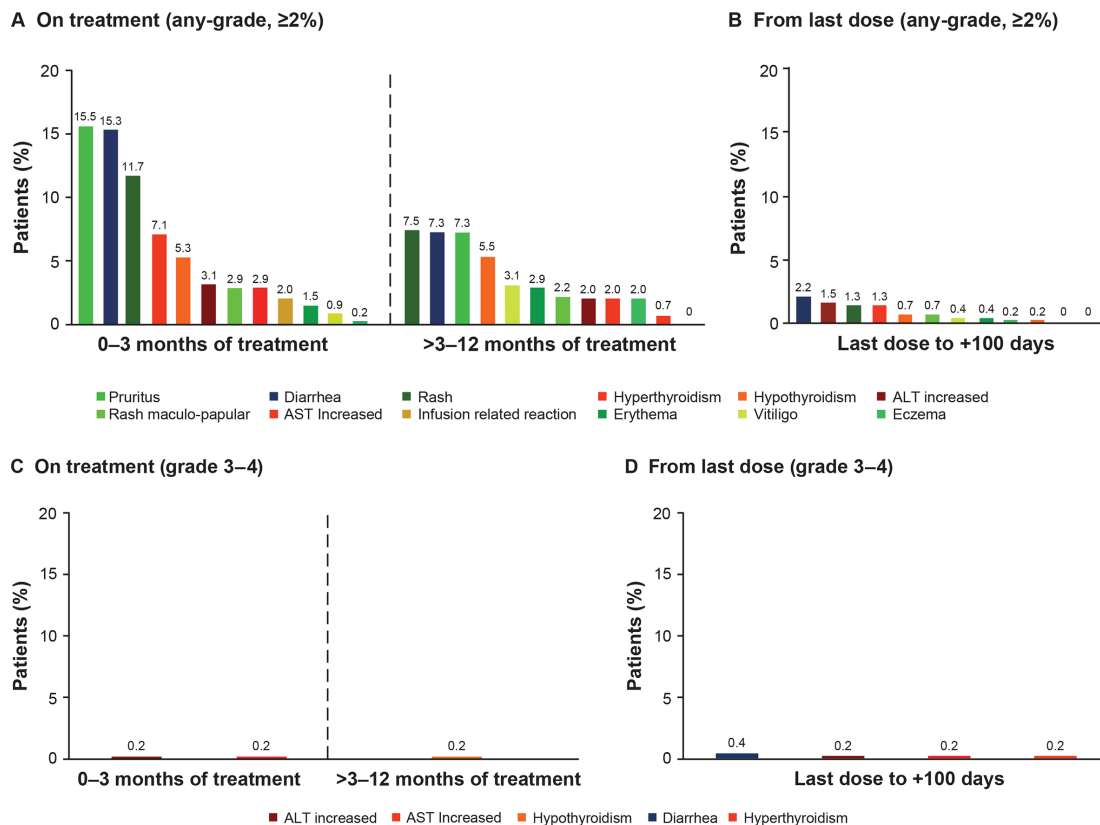 A On treatment (any-grade, ≥2%)
20
15
10
5
0
Patients (%)
15.5
15.3
11.7
7.1
5.3
3.1
2.9
2.9
2.0
1.5
0.9
0.2
7.5
7.3
7.3
5.5
3.1
2.9
2.2
2.0
2.0
2.0
0.7
0
0–3 months of treatment
>3–12 months of treatment
B From last dose (any-grade, ≥2%)
20
15
10
5
0
Patients (%)
2.2
1.5
1.3
1.3
0.7
0.7
0.4
0.4
0.2
0.2
0
0
Last dose to +100 days
Pruritus
Diarrhea
Rash
Hyperthyroidism
Hypothyroidism
ALT increased
Rash maculo-papular
AST Increased
Infusion related reaction
Erythema
Vitiligo
Eczema
C On treatment (grade 3–4)
20
15
10
5
0
Patients (%)
0.2
0.2
0.2
0–3 months of treatment
>3–12 months of treatment
D From last dose (grade 3–4)
20
15
10
5
0
Patients (%)
0.4
0.2
0.2
0.2
Last dose to +100 days
ALT increased
AST Increased
Hypothyroidism
Diarrhea
Hyperthyroidism